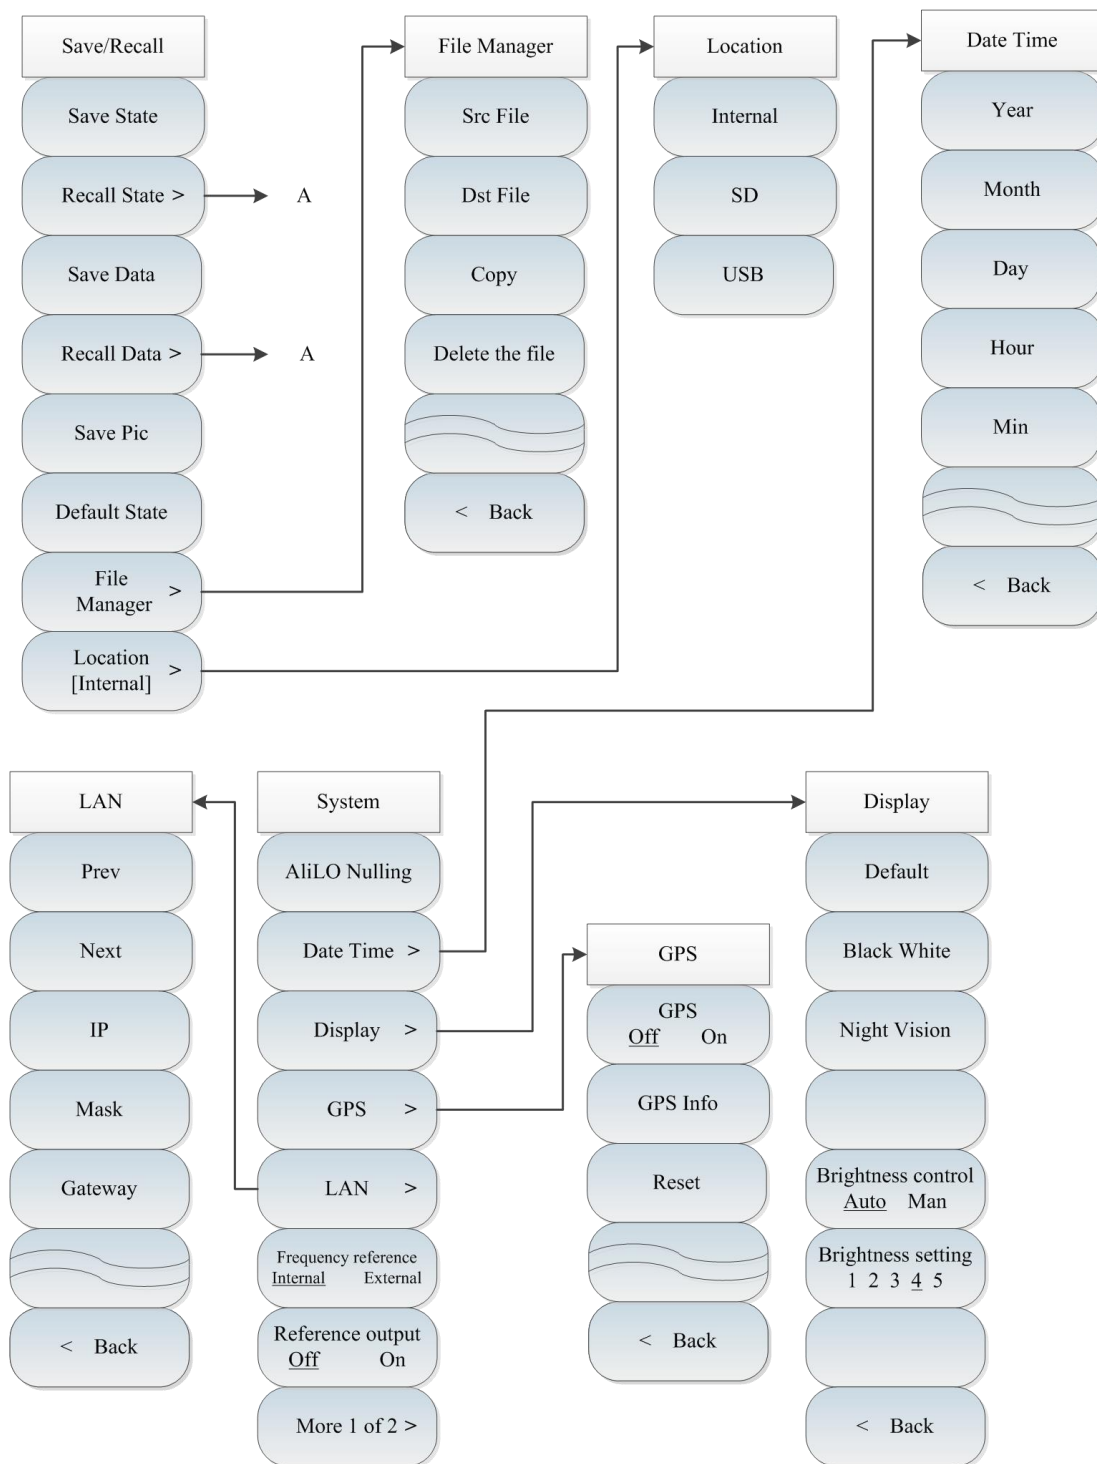 Save/Recall
Save State
Recall State >
A
Save Data
Recall Data >
A
Save Pic
Default State
File
Manager >
Location
[Internal] >
File Manager
Src File
Dst File
Copy
Delete the file
< Back
Location
Internal
SD
USB
Date Time
Year
Month
Day
Hour
Min
< Back
LAN
Prev
Next
IP
Mask
Gateway
< Back
System
AliLO Nulling
Date Time >
Display >
GPS >
LAN >
Frequency reference
Internal External
Reference output
Off On
More 1 of 2 >
GPS
GPS
Off On
GPS Info
Reset
< Back
Display
Default
Black White
Night Vision
Brightness control
Auto Man
Brightness setting
1 2 3 4 5
< Back